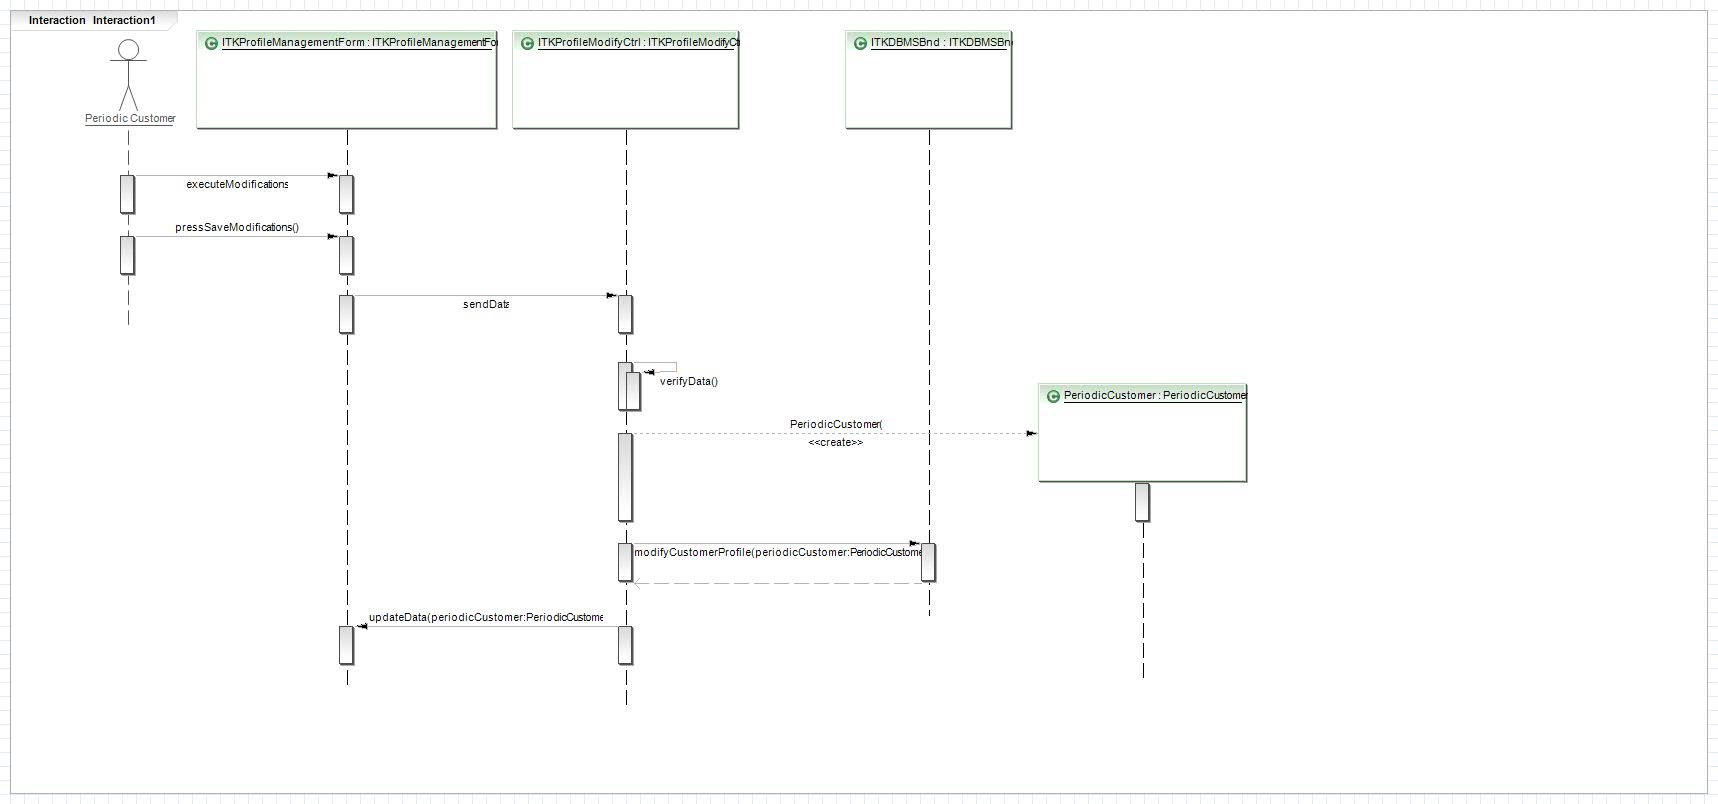 Interaction Interaction1
ITKProfileManagementForm : ITKProfileManagementFo
ITKProfileModifyCtrl : ITKProfileModifyCt
ITKDBMSBnd : ITKDBMSBn
Periodic Customer
executeModifications
pressSaveModifications()
sendData
verifyData()
PeriodicCustomer : PeriodicCustomer
PeriodicCustomer(
<<create>>
modifyCustomerProfile(periodicCustomer:PeriodicCustome
updateData(periodicCustomer:PeriodicCustome